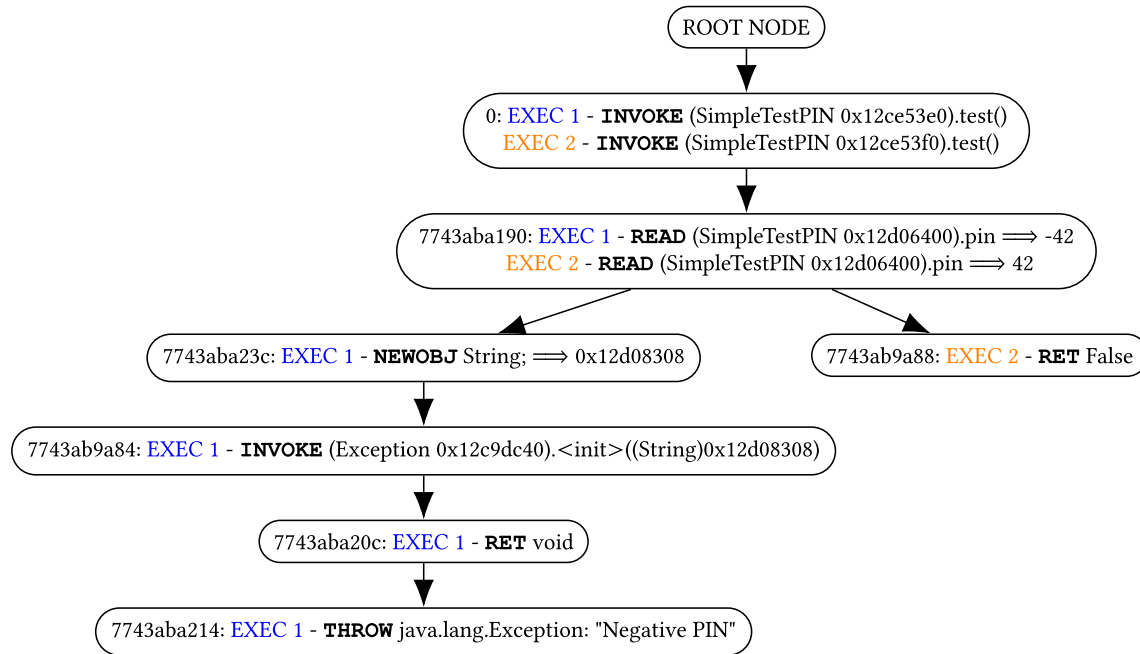 ROOT NODE
0: EXEC 1 - INVOKE (SimpleTestPIN 0x12ce53e0).test()
EXEC 2 - INVOKE (SimpleTestPIN 0x12ce53f0).test()
7743aba190: EXEC 1 - READ (SimpleTestPIN 0x12d06400).pin ⟹ -42
EXEC 2 - READ (SimpleTestPIN 0x12d06400).pin ⟹ 42
7743aba23c: EXEC 1 - NEWOBJ String; ⟹ 0x12d08308
7743ab9a88: EXEC 2 - RET False
7743ab9a84: EXEC 1 - INVOKE (Exception 0x12c9dc40).<init>((String)0x12d08308)
7743aba20c: EXEC 1 - RET void
7743aba214: EXEC 1 - THROW java.lang.Exception: "Negative PIN"